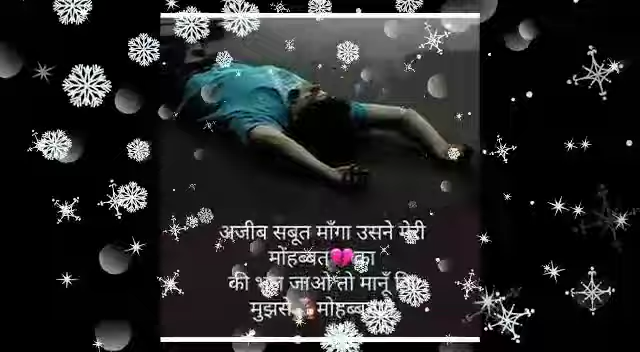 अजीब सबूत माँगा उसने मेरी
मोंहब्बत💔का
की भूल जाओ तो मानूँ कि
मुझसे मोहब्बत